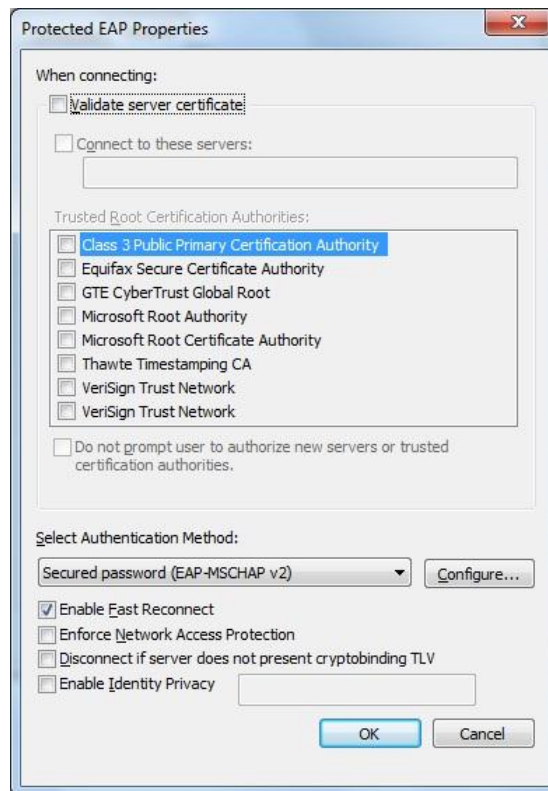 Protected EAP Properties
When connecting:
Validate server certificate
Connect to these servers:
Trusted Root Certification Authorities:
Class 3 Public Primary Certification Authority
Equifax Secure Certificate Authority
GTE CyberTrust Global Root
Microsoft Root Authority
Microsoft Root Certificate Authority
Thawte Timestamping CA
VeriSign Trust Network
VeriSign Trust Network
Do not prompt user to authorize new servers or trusted
certification authorities.
Select Authentication Method:
Secured password (EAP-MSCHAP v2)
Configure...
Enable Fast Reconnect
Enforce Network Access Protection
Disconnect if server does not present cryptobinding TLV
Enable Identity Privacy
OK
Cancel